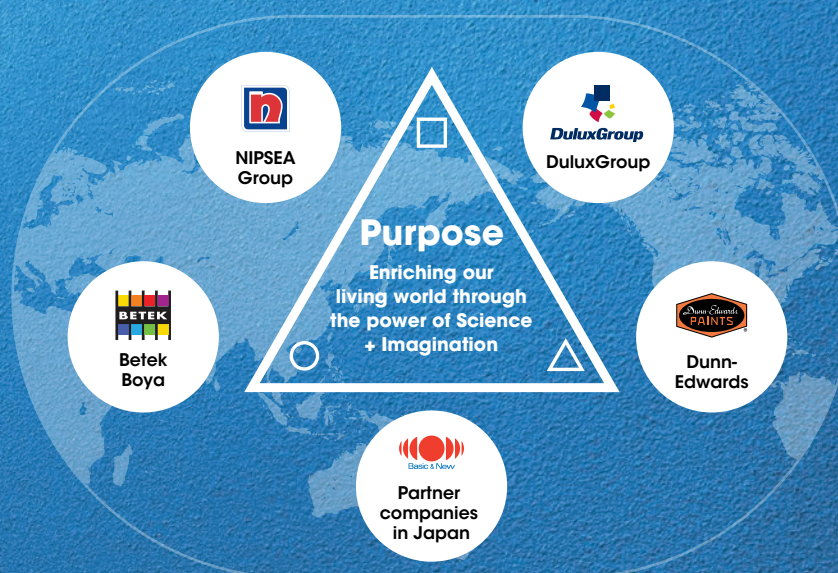 n
NIPSEA
Group
DuluxGroup
DuluxGroup
Purpose
Enriching our
living world through
the power of Science
+ Imagination
BETEK
Betek
Boya
Dunn-Edwards
PAINTS
Dunn-
Edwards
Basic & New
Partner
companies
in Japan